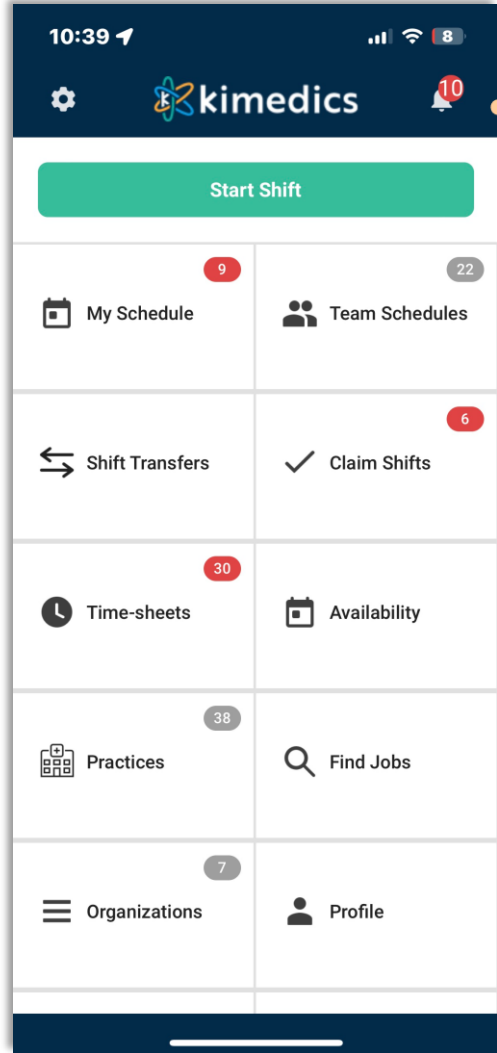 10:39
8
kimedics
10
Start Shift
9
22
My Schedule
Team Schedules
6
Shift Transfers
Claim Shifts
30
Time-sheets
Availability
38
Practices
Find Jobs
7
Organizations
Profile